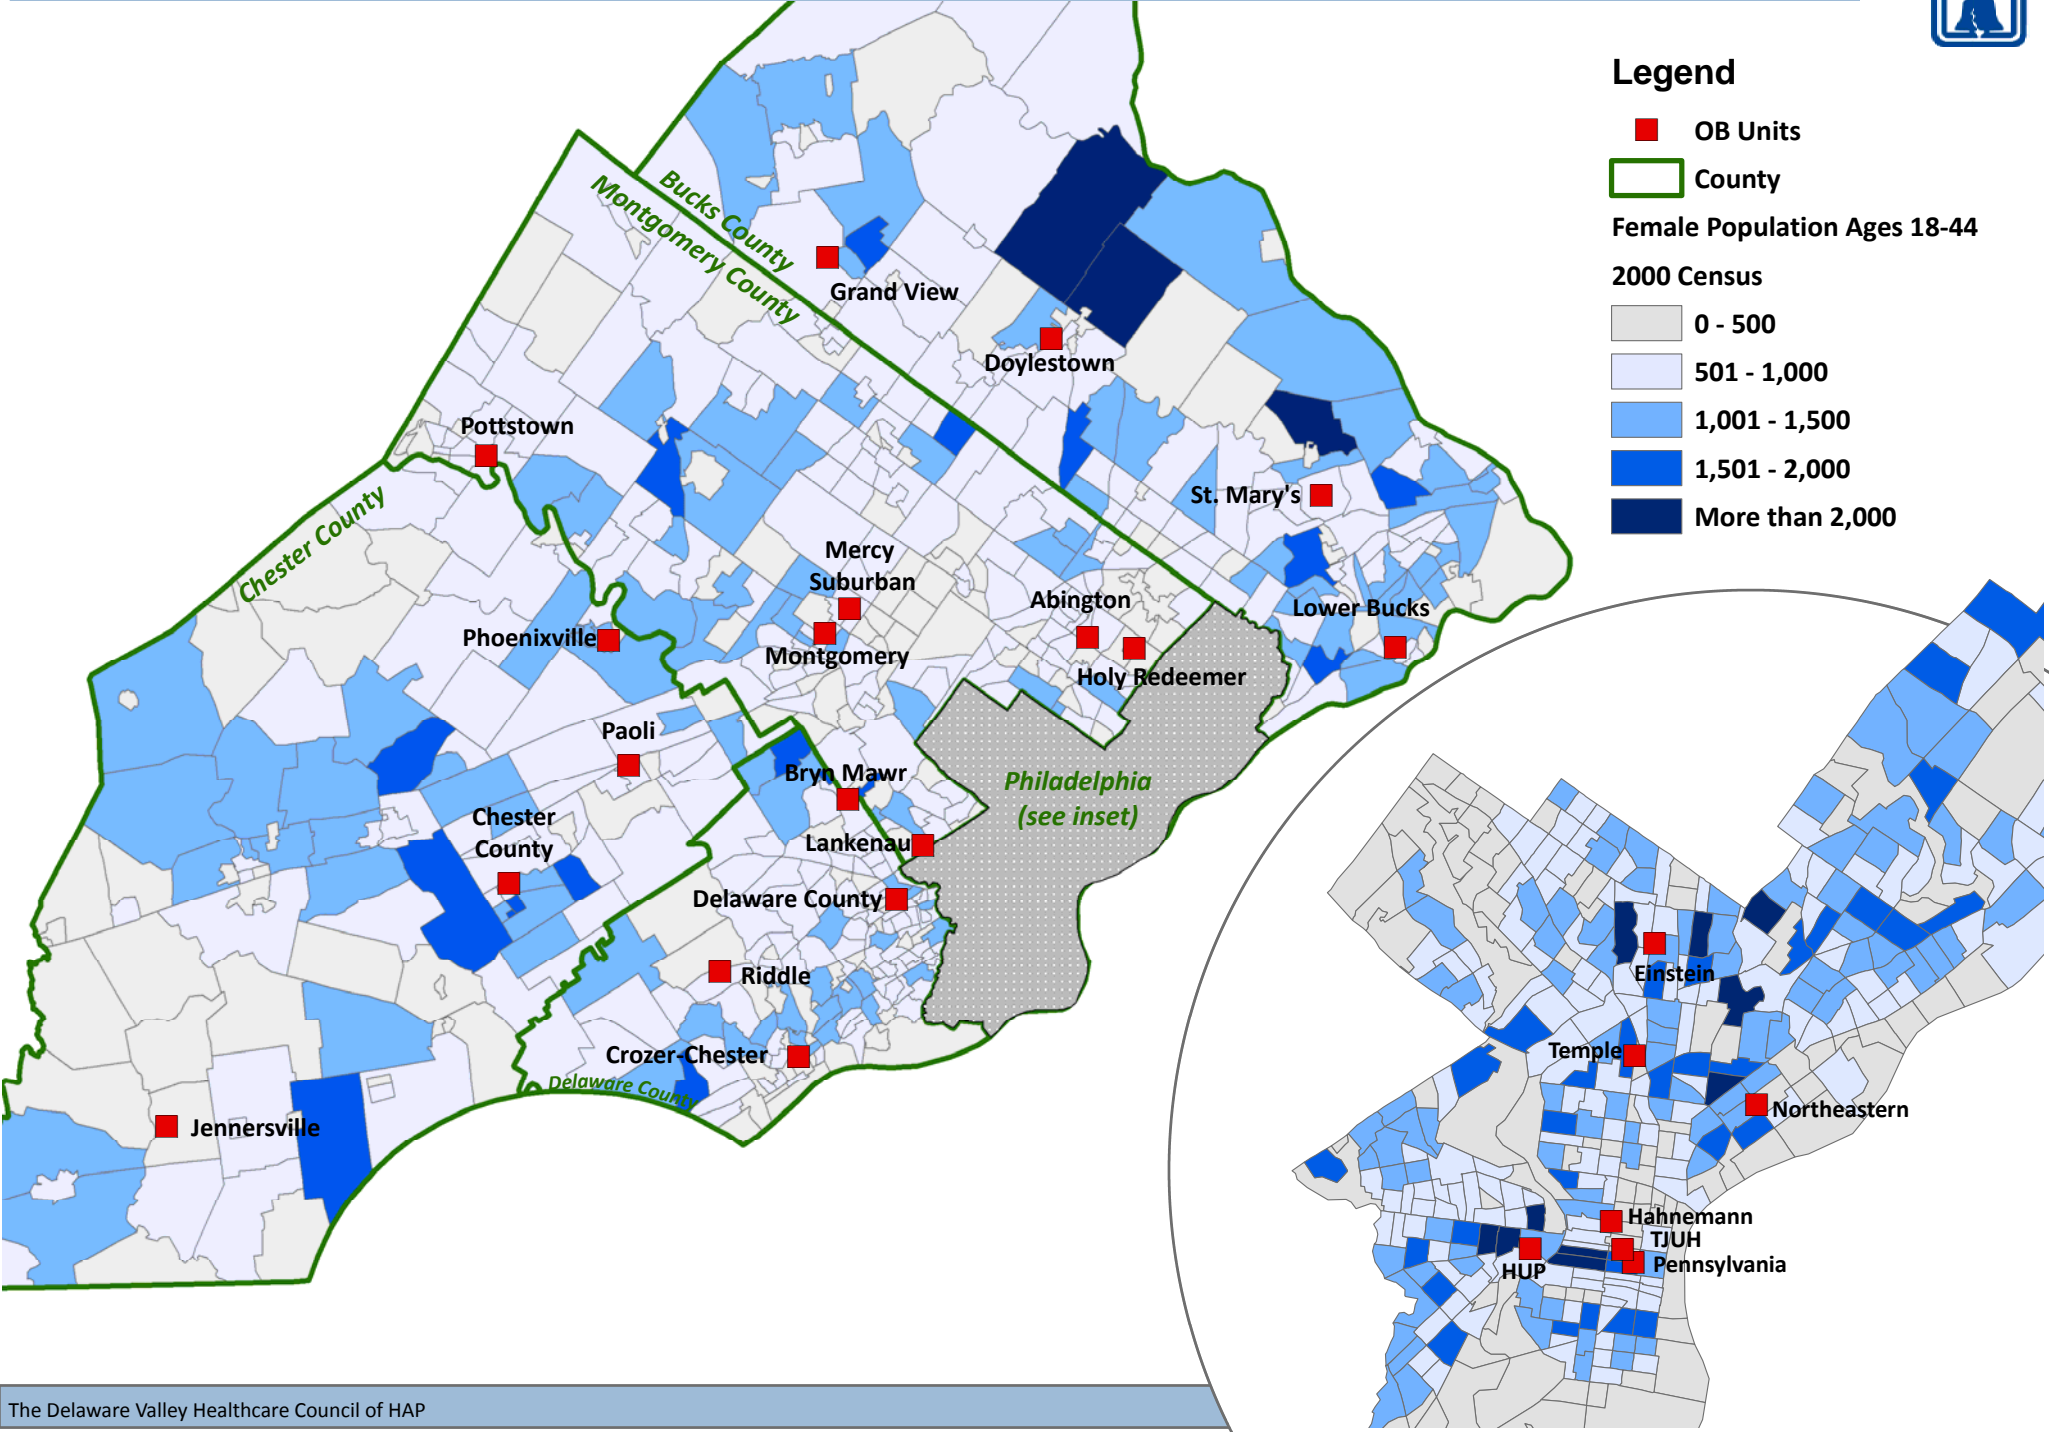 Legend
OB Units
County
Female Population Ages 18-44
2000 Census
0 - 500
501 - 1,000
1,001 - 1,500
1,501 - 2,000
More than 2,000
Bucks County
Montgomery County
Grand View
Doylestown
Pottstown
Chester County
St. Mary's
Mercy
Suburban
Abington
Lower Bucks
Phoenixville
Montgomery
Holy Redeemer
Paoli
Bryn Mawr
Philadelphia
(see inset)
Chester
County
Lankenau
Delaware County
Riddle
Crozer-Chester
Delaware County
Jennersville
Einstein
Temple
Northeastern
Hahnemann
TJUH
Pennsylvania
HUP
The Delaware Valley Healthcare Council of HAP